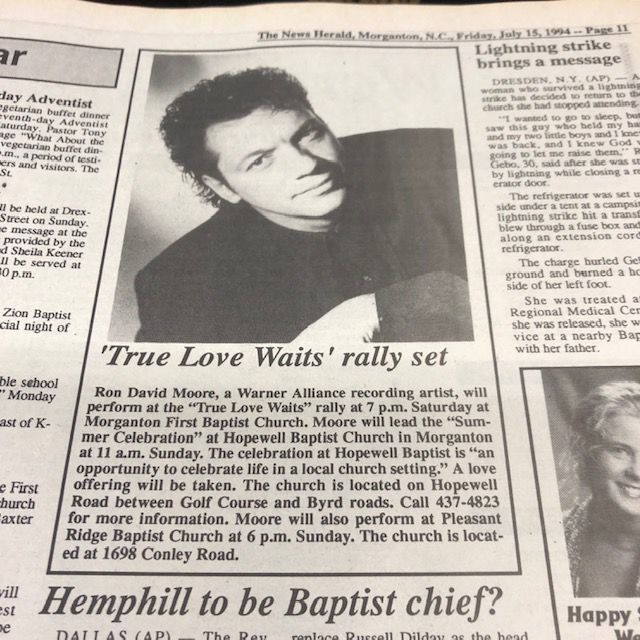 The News Herald, Morganton, N.C., Friday, July 15, 1994 -- Page 11
ar
day Adventist
egetarian buffet dinner
eventh-day Adventist
aturday. Pastor Tony
age "What About the
vegetarian buffet din-
p.m., a period of testi-
ers and visitors. The
St.
ll be held at Drex-
Street on Sunday.
e message at the
provided by the
d Sheila Keener
ll be served at
30 p.m.
Zion Baptist
cial night of
ble school
" Monday
ast of K-
e First
hurch
axter
will
est
be
'True Love Waits' rally set
Ron David Moore, a Warner Alliance recording artist, will
perform at the "True Love Waits" rally at 7 p.m. Saturday at
Morganton First Baptist Church. Moore will lead the "Sum-
mer Celebration" at Hopewell Baptist Church in Morganton
at 11 a.m. Sunday. The celebration at Hopewell Baptist is "an
opportunity to celebrate life in a local church setting." A love
offering will be taken. The church is located on Hopewell
Road between Golf Course and Byrd roads. Call 437-4823
for more information. Moore will also perform at Pleasant
Ridge Baptist Church at 6 p.m. Sunday. The church is locat-
ed at 1698 Conley Road.
Hemphill to be Baptist chief?
DALLAS (AP) — The Rev.
replace Russell Dilday as the head
Lightning strike
brings a message
DRESDEN, N.Y. (AP) —
woman who survived a lightning
strike has decided to return to the
church she had stopped attending.
"I wanted to go to sleep, but
saw this guy who held my ha
and my two little boys and I knew
was back, and I knew God
going to let me raise them," R
Gebo, 36, said after she was st
by lightning while closing a re
erator door.
The refrigerator was set u
side under a tent at a campsit
lightning strike hit a transf
blew through a fuse box and
along an extension cord
refrigerator.
The charge hurled Geb
ground and burned a ho
side of her left foot.
She was treated a
Regional Medical Cen
she was released, she w
vice at a nearby Bap
with her father.
Happy